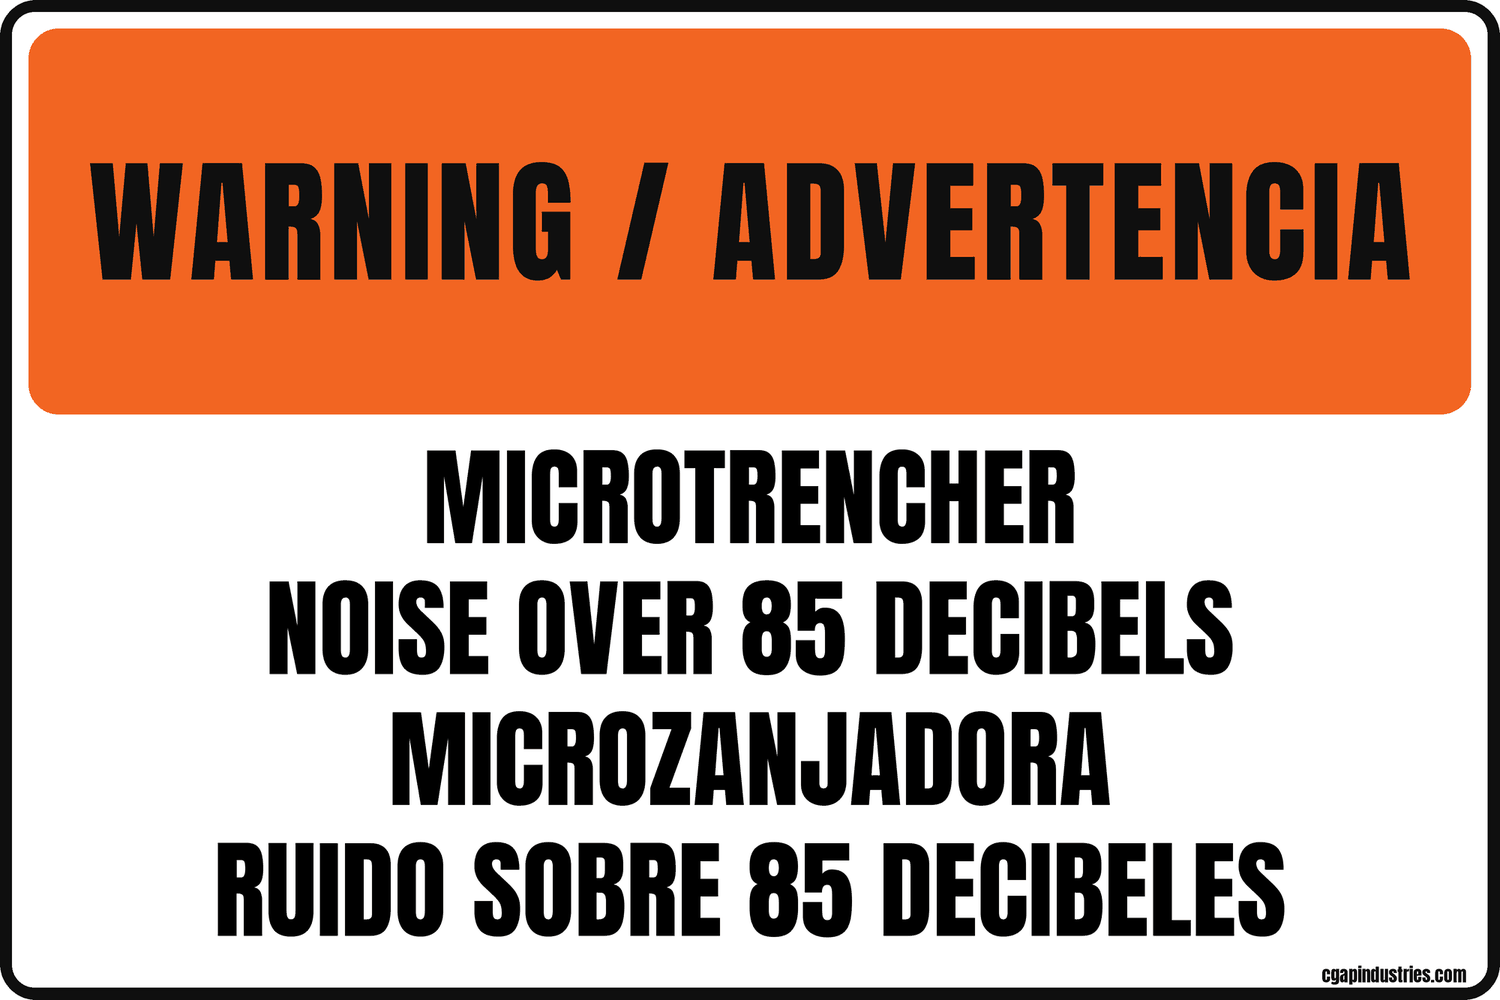 WARNING / ADVERTENCIA
MICROTRENCHER
NOISE OVER 85 DECIBELS
MICROZANJADORA
RUIDO SOBRE 85 DECIBELES
cgapindustries.com